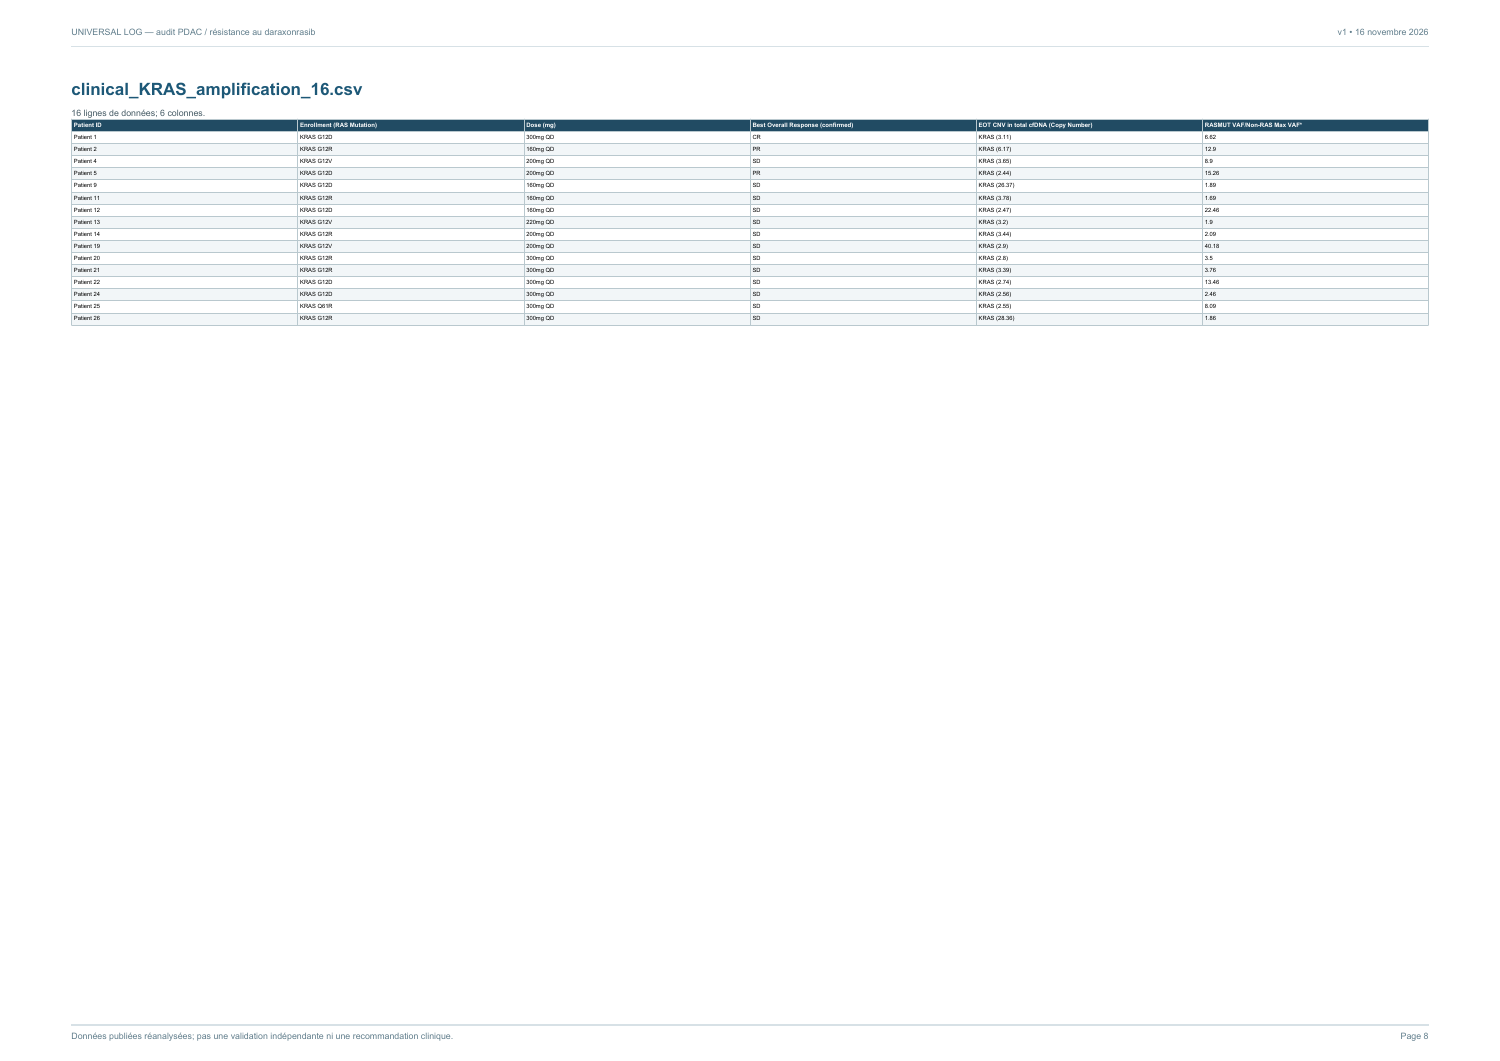 UNIVERSAL LOG — audit PDAC / résistance au daraxonrasib v1 • 16 novembre 2026
clinical_KRAS_amplification_16.csv
16 lignes de données; 6 colonnes.
Patient ID Enrollment (RAS Mutation) Dose (mg) Best Overall Response (confirmed) EOT CNV in total cfDNA (Copy Number) RASMUT VAF/Non-RAS Max VAF*
Patient 1 KRAS G12D 300mg QD CR KRAS (3.11) 6.62
Patient 2 KRAS G12R 160mg QD PR KRAS (6.17) 12.9
Patient 4 KRAS G12V 200mg QD SD KRAS (3.65) 8.9
Patient 5 KRAS G12D 200mg QD PR KRAS (2.44) 15.26
Patient 9 KRAS G12D 160mg QD SD KRAS (26.37) 1.89
Patient 11 KRAS G12R 160mg QD SD KRAS (3.78) 1.69
Patient 12 KRAS G12D 160mg QD SD KRAS (2.47) 22.46
Patient 13 KRAS G12V 220mg QD SD KRAS (3.2) 1.9
Patient 14 KRAS G12R 200mg QD SD KRAS (3.44) 2.09
Patient 19 KRAS G12V 200mg QD SD KRAS (2.9) 40.18
Patient 20 KRAS G12R 300mg QD SD KRAS (2.6) 3.5
Patient 21 KRAS G12R 300mg QD SD KRAS (3.39) 3.76
Patient 22 KRAS G12D 300mg QD SD KRAS (2.74) 13.46
Patient 24 KRAS G12D 300mg QD SD KRAS (2.56) 2.46
Patient 25 KRAS Q61R 300mg QD SD KRAS (2.55) 8.09
Patient 26 KRAS G12R 300mg QD SD KRAS (28.36) 1.86
Données publiées réanalysées; pas une validation indépendante ni une recommandation clinique. Page 8